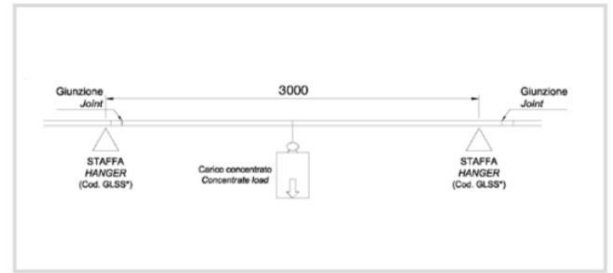 3000
Giunzione
Joint
Giunzione
Joint
STAFFA
HANGER
(Cod. GLSS*)
Carico concentrato
Concentrate load
STAFFA
HANGER
(Cod. GLSS*)